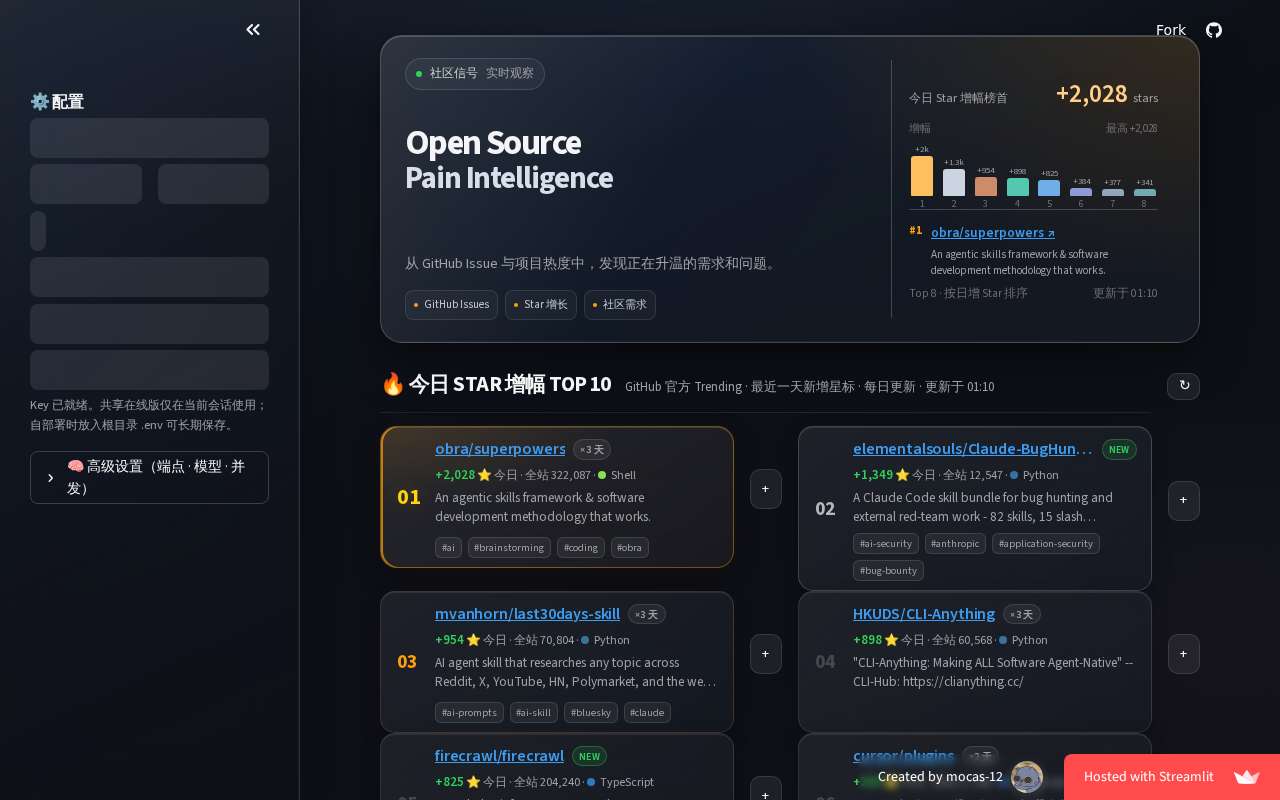 Fork
⚙️ 配置
Key 已就绪。共享在线版仅在当前会话使用；
自部署时放入根目录 .env 可长期保存。
🧠 高级设置（端点 · 模型 · 并
发）
社区信号 实时观察
Open Source
Pain Intelligence
从 GitHub Issue 与项目热度中，发现正在升温的需求和问题。
GitHub Issues
Star 增长
社区需求
今日 Star 增幅榜首 +2,028 stars
增幅 最高 +2,028
+2k +1.3k +954 +898 +825 +384 +377 +341
1 2 3 4 5 6 7 8
#1 obra/superpowers ↗
An agentic skills framework & software
development methodology that works.
Top 8 · 按日增 Star 排序 更新于 01:10
🔥 今日 STAR 增幅 TOP 10 GitHub 官方 Trending · 最近一天新增星标 · 每日更新 · 更新于 01:10
↻
01
obra/superpowers ×3 天
+2,028 ⭐ 今日 · 全站 322,087 · Shell
An agentic skills framework & software
development methodology that works.
#ai #brainstorming #coding #obra
+
02
elementalsouls/Claude-BugHun… NEW
+1,349 ⭐ 今日 · 全站 12,547 · Python
A Claude Code skill bundle for bug hunting and
external red-team work - 82 skills, 15 slash…
#ai-security #anthropic #application-security
#bug-bounty
+
03
mvanhorn/last30days-skill ×3 天
+954 ⭐ 今日 · 全站 70,804 · Python
AI agent skill that researches any topic across
Reddit, X, YouTube, HN, Polymarket, and the we…
#ai-prompts #ai-skill #bluesky #claude
+
04
HKUDS/CLI-Anything ×3 天
+898 ⭐ 今日 · 全站 60,568 · Python
"CLI-Anything: Making ALL Software Agent-Native" --
CLI-Hub: https://clianything.cc/
+
firecrawl/firecrawl NEW
+825 ⭐ 今日 · 全站 204,240 · TypeScript
+
cursor/plugins
Created by mocas-12
Hosted with Streamlit